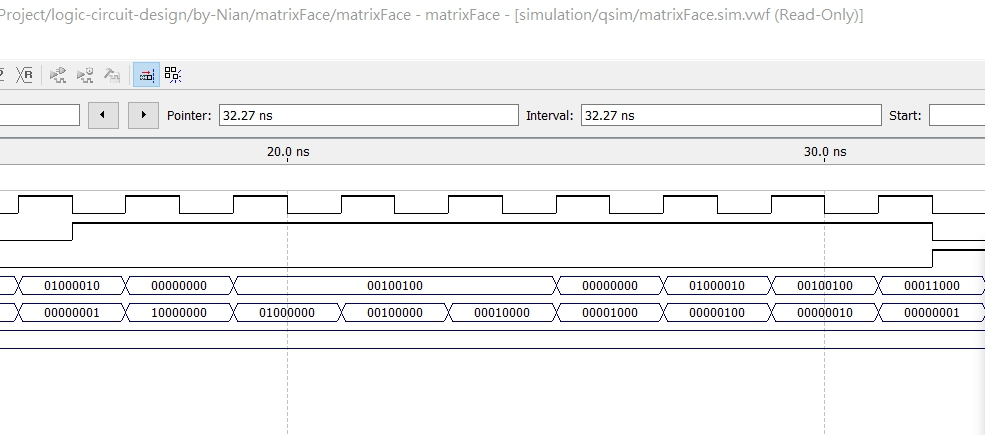 Project/logic-circuit-design/by-Nian/matrixFace/matrixFace - matrixFace - [simulation/qsim/matrixFace.sim.vwf (Read-Only)]
Pointer: 32.27 ns Interval: 32.27 ns Start:
20.0 ns 30.0 ns
01000010 00000000 00100100 00000000 01000010 00100100 00011000
00000001 10000000 01000000 00100000 00010000 00001000 00000100 00000010 00000001